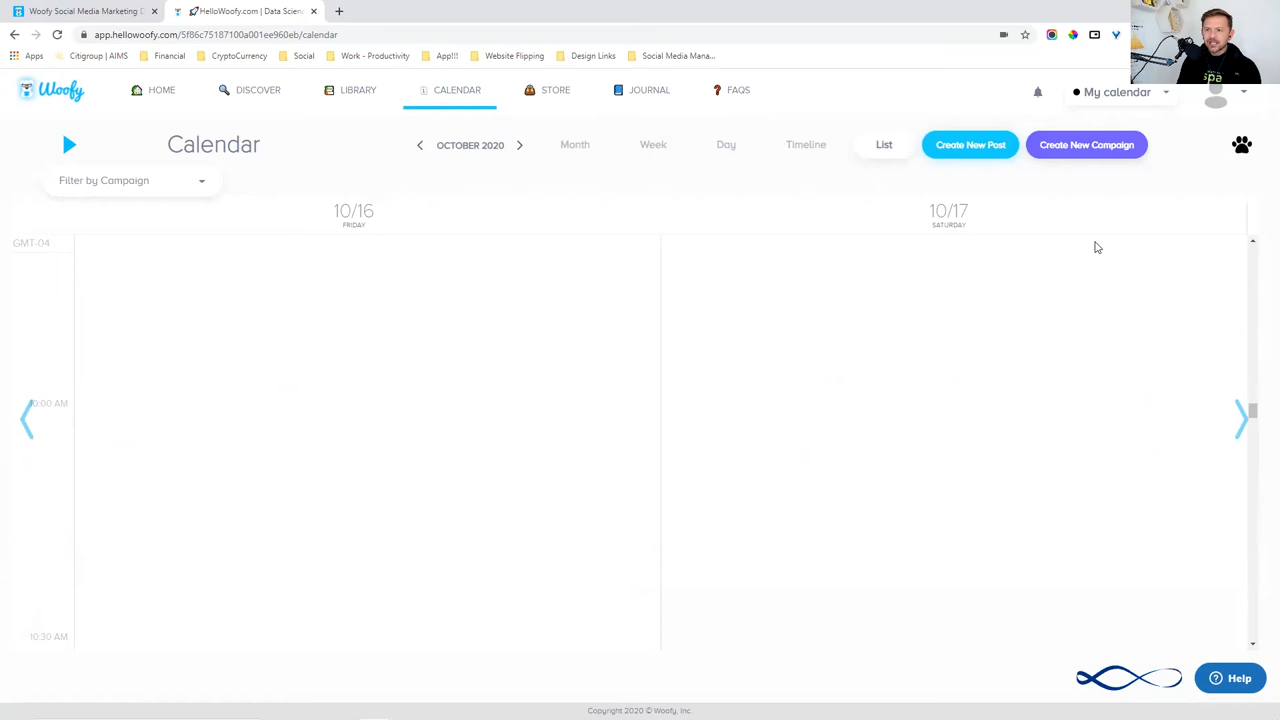 Woofy Social Media Marketing D
HelloWoofy.com | Data Scienc
app.hellowoofy.com/5f86c75187100a001ee960eb/calendar
Apps
Citigroup | AIMS
Financial
CryptoCurrency
Social
Work - Productivity
App!!!
Website Flipping
Design Links
Social Media Mana...
Woofy
HOME
DISCOVER
LIBRARY
CALENDAR
STORE
JOURNAL
FAQS
My calendar
Calendar
OCTOBER 2020
Month
Week
Day
Timeline
List
Create New Post
Create New Campaign
Filter by Campaign
10/16
FRIDAY
10/17
SATURDAY
GMT-04
10:30 AM
Help
Copyright 2020 © Woofy, Inc.